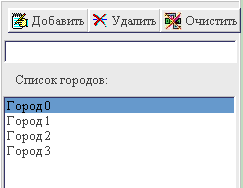 Добавить Удалить Очистить
Список городов:
Город 0
Город 1
Город 2
Город 3